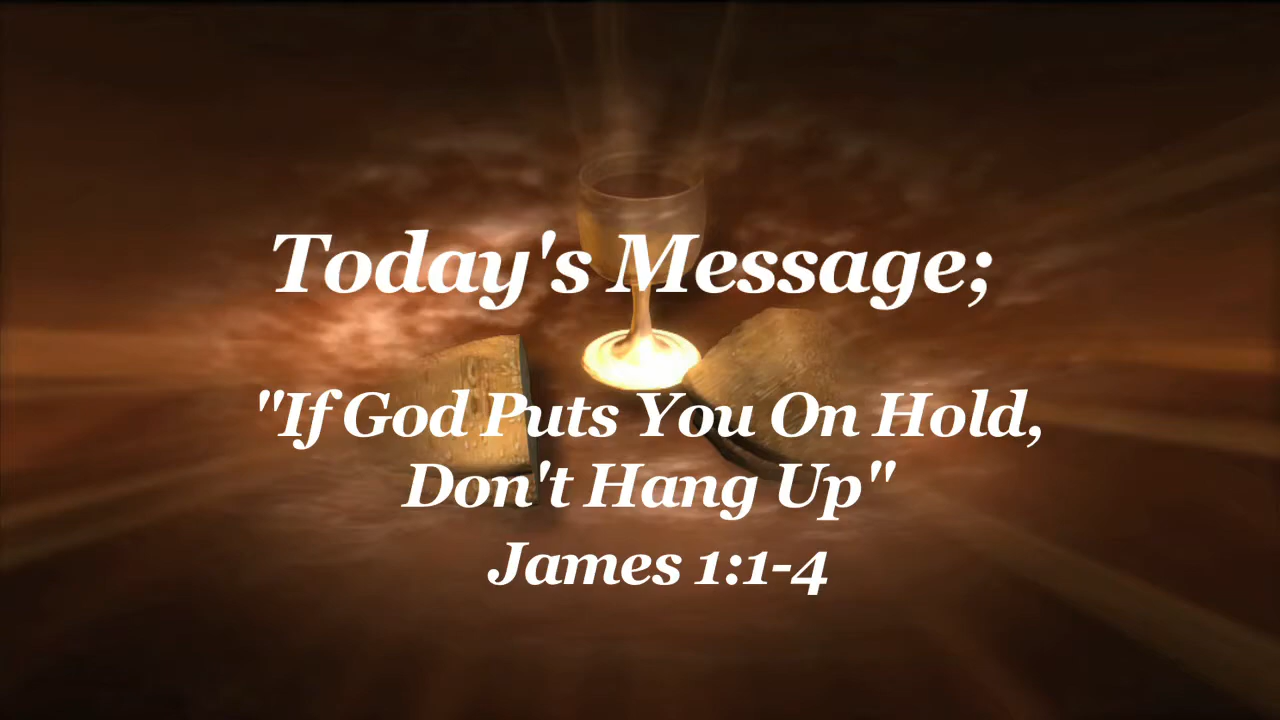 Today's Message;
"If God Puts You On Hold,
Don't Hang Up"
James 1:1-4